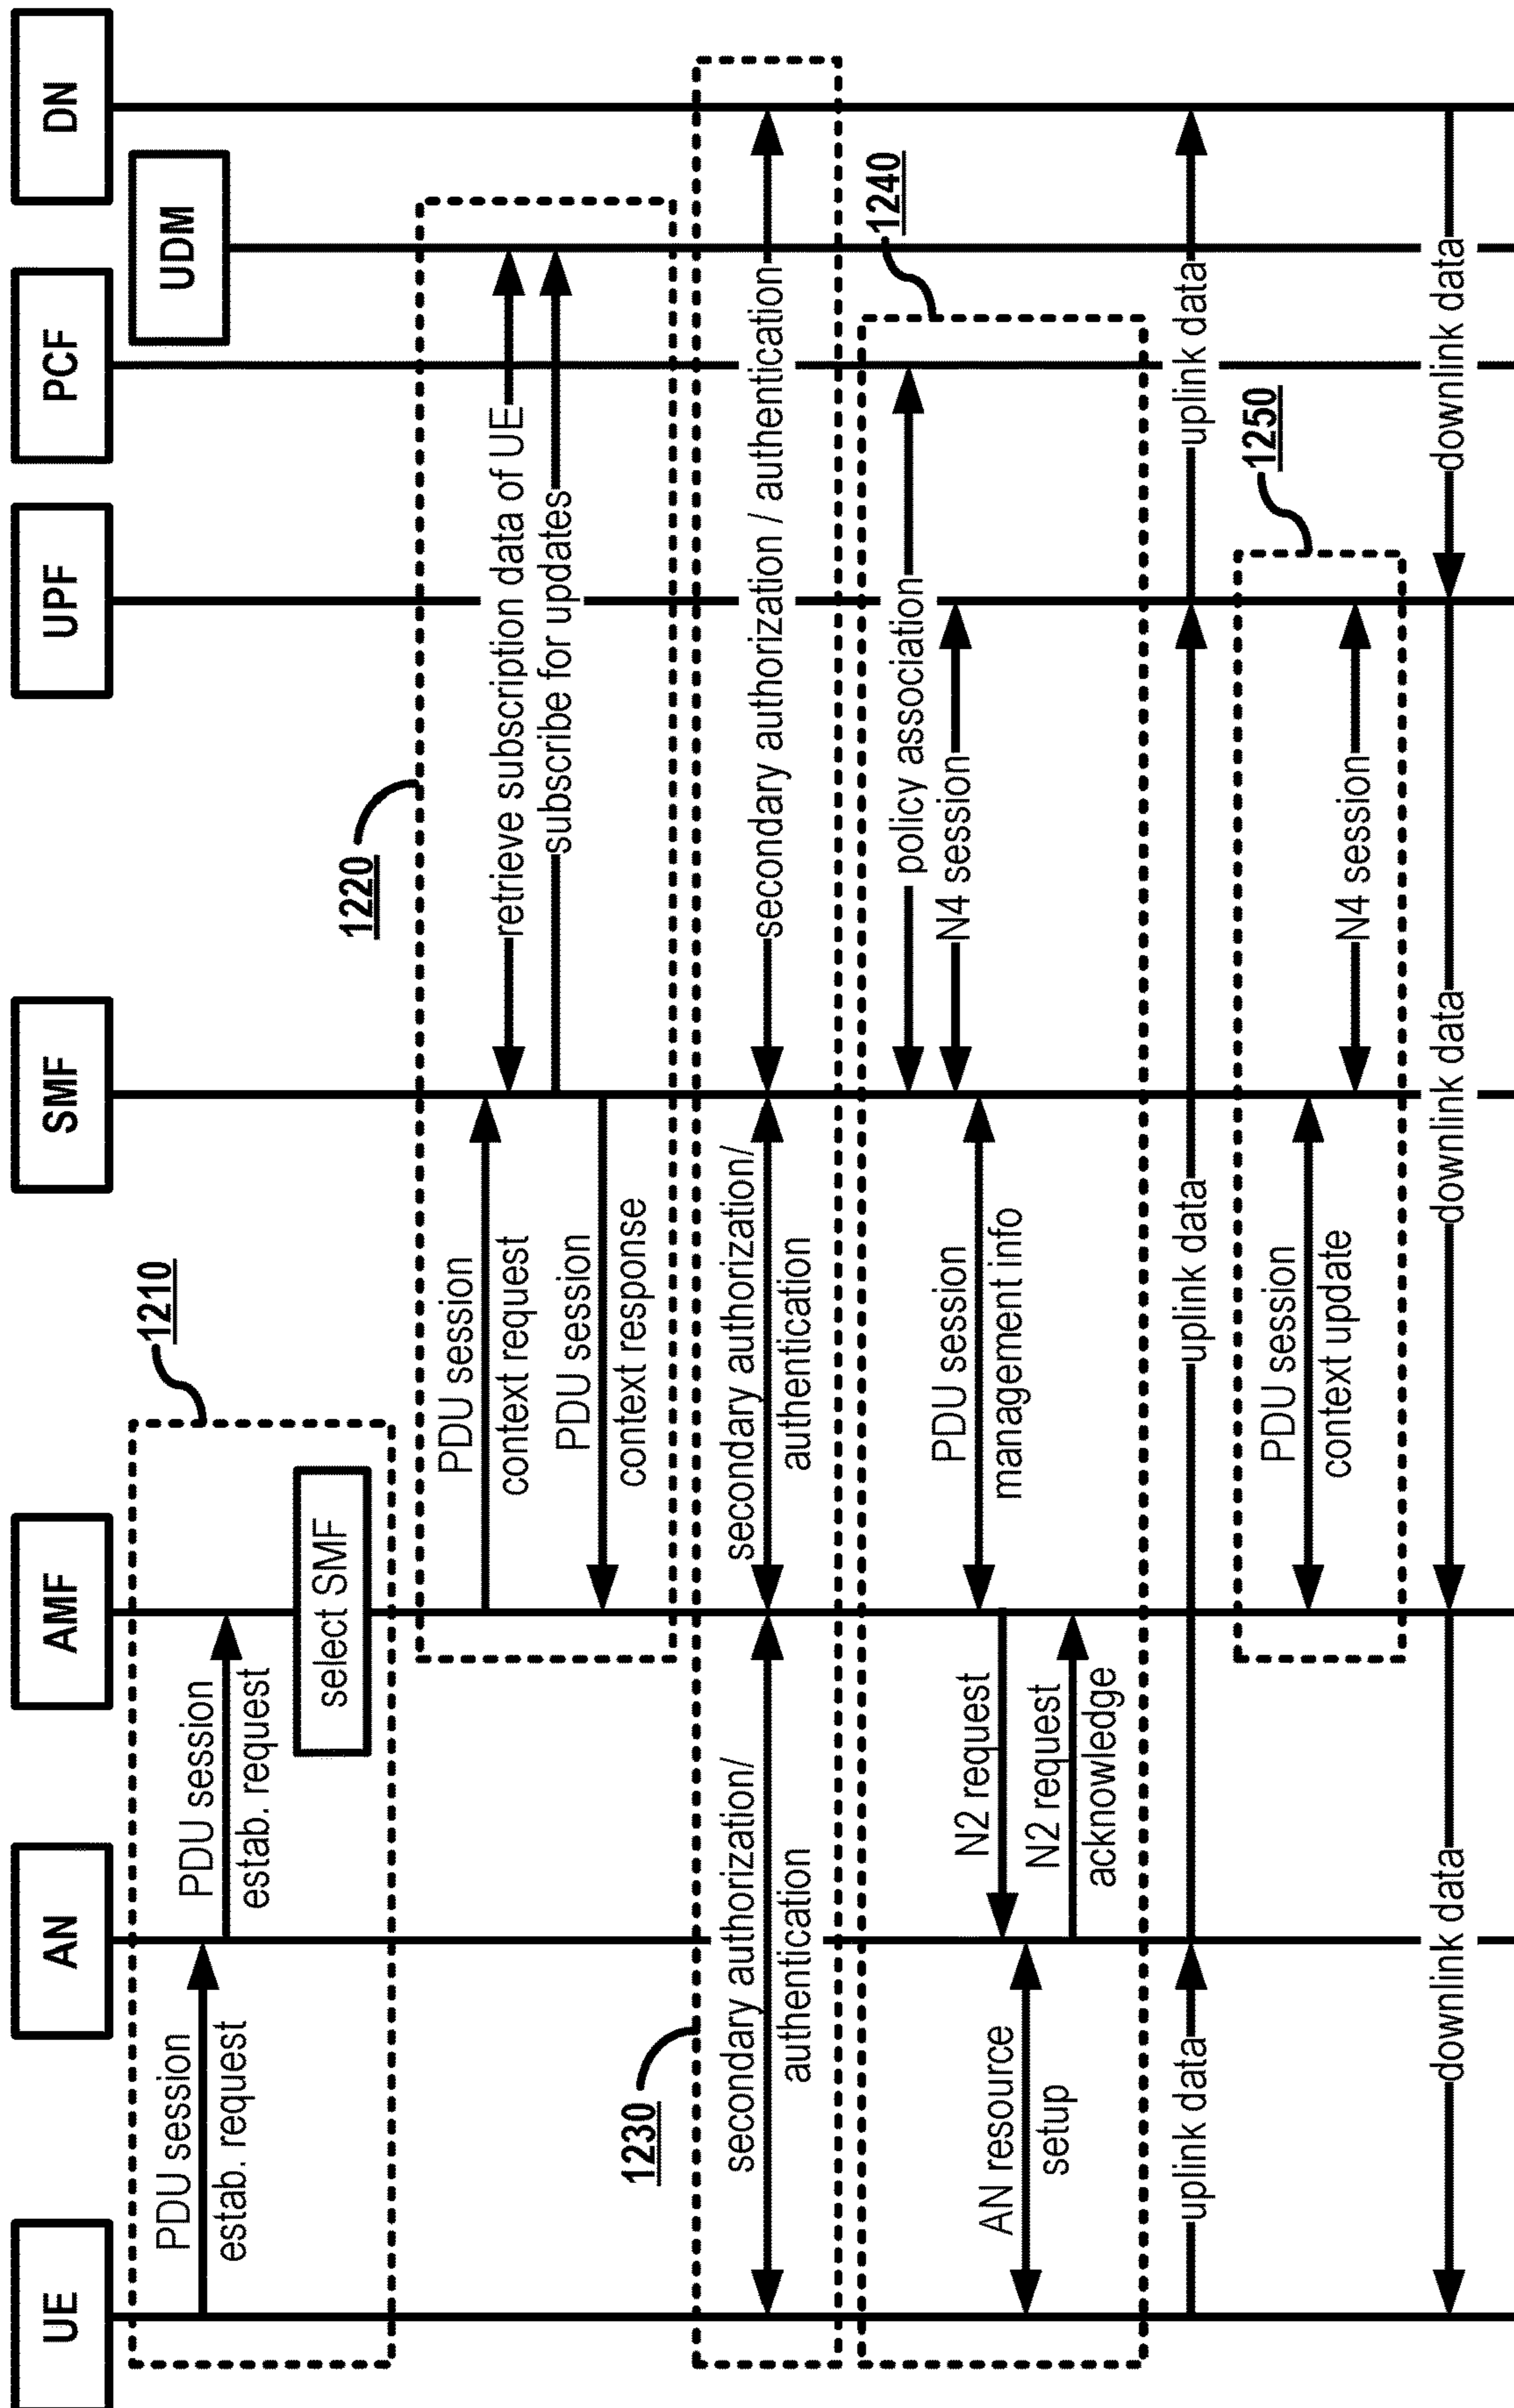 UE
AN
AMF
SMF
UPF
PCF
UDM
DN
1210
PDU session
estab. request
PDU session
estab. request
select SMF
1220
PDU session
context request
retrieve subscription data of UE
subscribe for updates
PDU session
context response
1230
secondary authorization/
authentication
secondary authorization/
authentication
secondary authorization / authentication
1240
policy association
N4 session
PDU session
management info
N2 request
AN resource
setup
N2 request
acknowledge
uplink data
uplink data
uplink data
1250
PDU session
context update
N4 session
downlink data
downlink data
downlink data